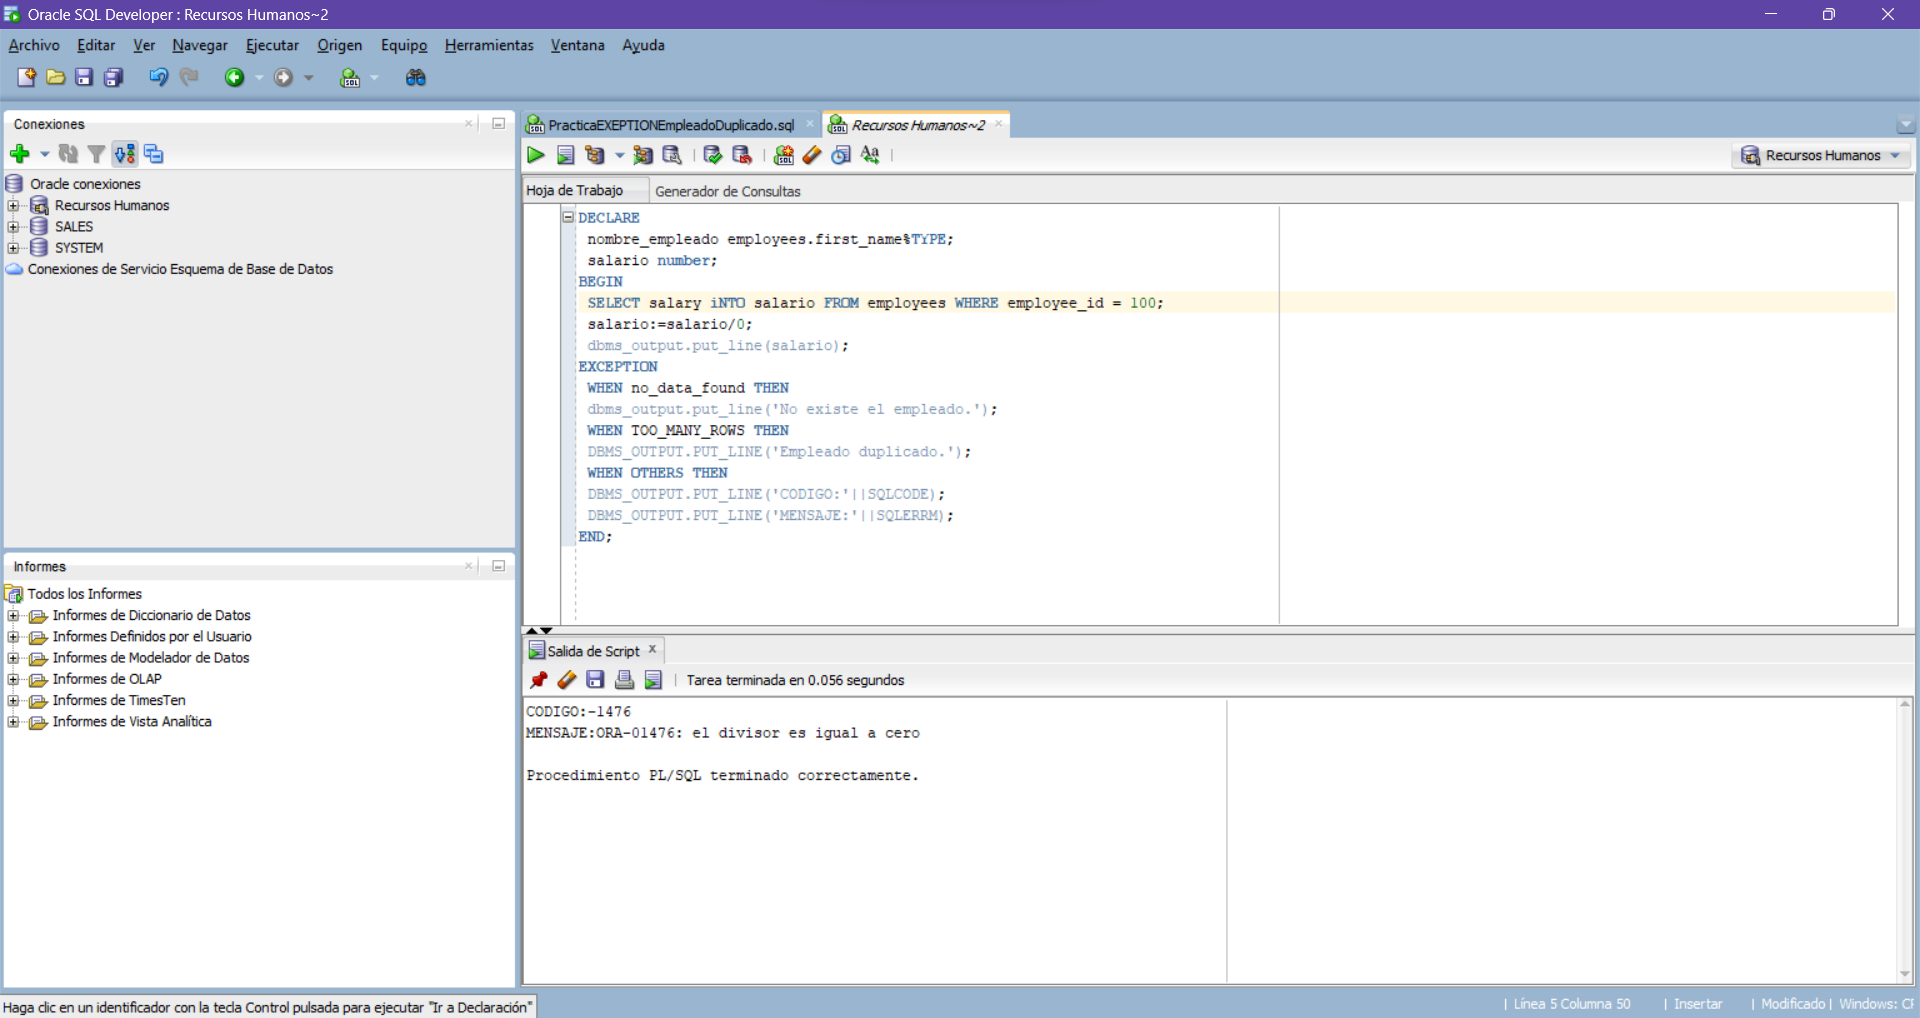 Oracle SQL Developer : Recursos Humanos~2
Archivo Editar Ver Navegar Ejecutar Origen Equipo Herramientas Ventana Ayuda
Conexiones
Oracle conexiones
Recursos Humanos
SALES
SYSTEM
Conexiones de Servicio Esquema de Base de Datos
Informes
Todos los Informes
Informes de Diccionario de Datos
Informes Definidos por el Usuario
Informes de Modelador de Datos
Informes de OLAP
Informes de TimesTen
Informes de Vista Analítica
PracticaEXEPTIONEmpleadoDuplicado.sql
Recursos Humanos~2
Recursos Humanos
Hoja de Trabajo
Generador de Consultas
DECLARE
nombre_empleado employees.first_name%TYPE;
salario number;
BEGIN
SELECT salary iNTO salario FROM employees WHERE employee_id = 100;
salario:=salario/0;
dbms_output.put_line(salario);
EXCEPTION
WHEN no_data_found THEN
dbms_output.put_line('No existe el empleado.');
WHEN TOO_MANY_ROWS THEN
DBMS_OUTPUT.PUT_LINE('Empleado duplicado.');
WHEN OTHERS THEN
DBMS_OUTPUT.PUT_LINE('CODIGO:'||SQLCODE);
DBMS_OUTPUT.PUT_LINE('MENSAJE:'||SQLERRM);
END;
Salida de Script
Tarea terminada en 0.056 segundos
CODIGO:-1476
MENSAJE:ORA-01476: el divisor es igual a cero
Procedimiento PL/SQL terminado correctamente.
Haga clic en un identificador con la tecla Control pulsada para ejecutar "Ir a Declaración"
| Línea 5 Columna 50 | Insertar | Modificado | Windows: